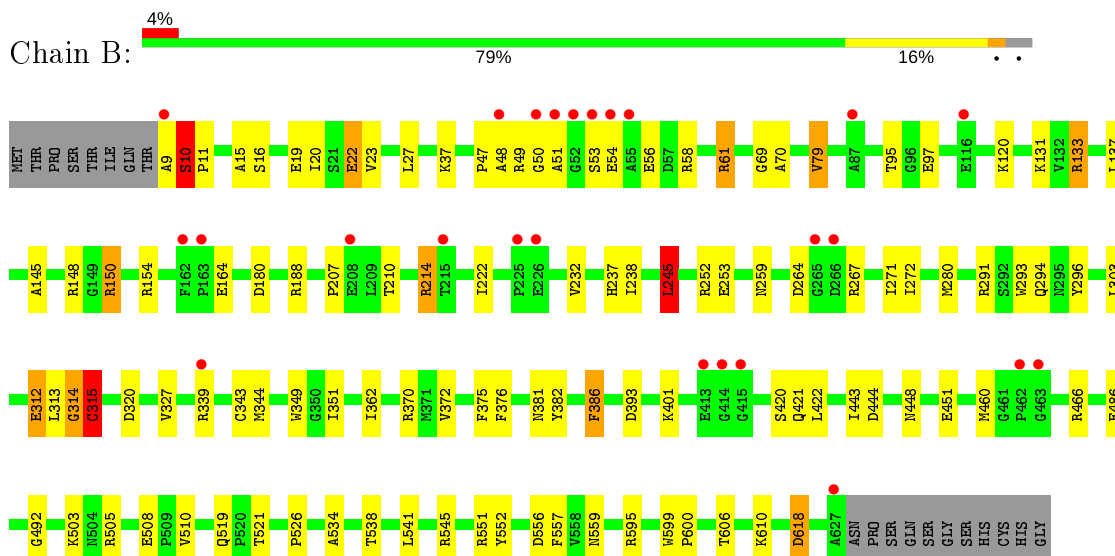 4%
Chain B:
79% 16% • •
MET THR PRO SER THR ILE GLN THR A9 S10 P11 A15 S16 E19 I20 S21 E22 V23 L27 K37 P47 A48 R49 G50 A51 G52 S53 E54 A55 E56 D57 R58 R61 G69 A70 V79 A87 T95 G96 E97 E116 K120 K131 V132 R133 L137
A145 R148 G149 R150 R154 F162 P163 E164 D180 R188 P207 E208 L209 T210 R214 T215 I222 P225 E226 V232 H237 I238 L245 R252 E253 N259 D264 G265 D266 R267 I271 I272 M280 R291 S292 W293 Q294 N295 Y296 L303
E312 L313 G314 C315 D320 V327 R339 C343 M344 W349 G350 I351 I362 R370 M371 V372 F375 F376 N381 Y382 F386 D393 K401 E413 G414 G415 S420 Q421 L422 I443 D444 N448 E451 M460 G461 P462 G463 R466
G492 K503 N504 R505 E508 P509 V510 Q519 P520 T521 P526 A534 T538 L541 R545 R551 Y552 D556 F557 V558 N559 R595 W599 P600 T606 K610 D618 A627 ASN PRO SER GLN SER GLY SER HIS CYS HIS GLY